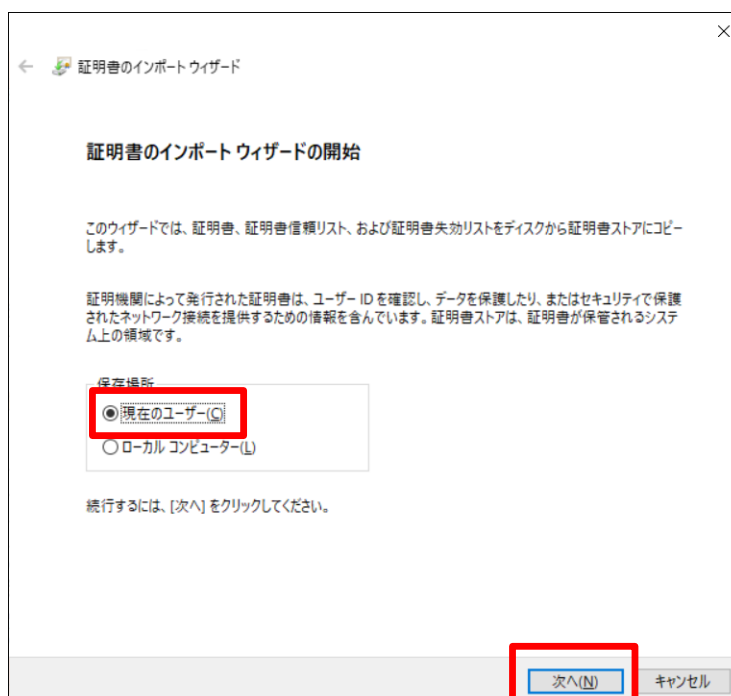 証明書のインポート ウィザード
証明書のインポート ウィザードの開始
このウィザードでは、証明書、証明書信頼リスト、および証明書失効リストをディスクから証明書ストアにコピー
します。
証明機関によって発行された証明書は、ユーザー ID を確認し、データを保護したり、またはセキュリティで保護
されたネットワーク接続を提供するための情報を含んでいます。証明書ストアは、証明書が保管されるシステ
ム上の領域です。
保存場所
現在のユーザー(C)
ローカル コンピューター(L)
続行するには、[次へ] をクリックしてください。
次へ(N)
キャンセル